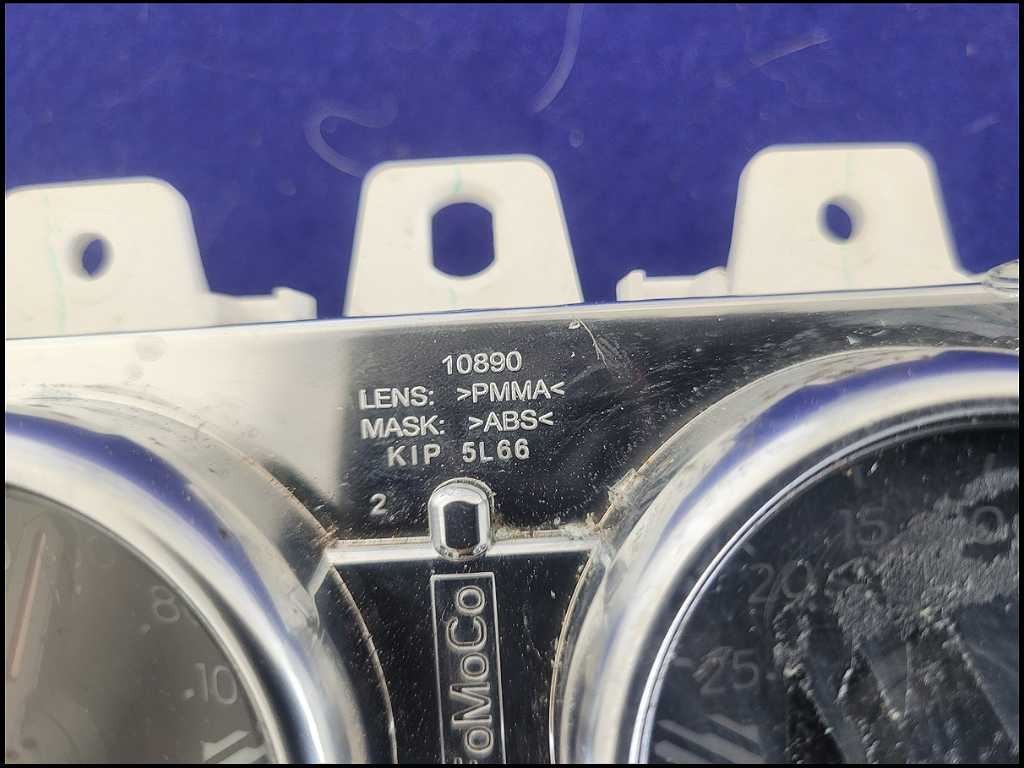 10890
LENS: >PMMA<
MASK: >ABS<
KIP 5L66
2
oMoCo
8
10
15
20
25